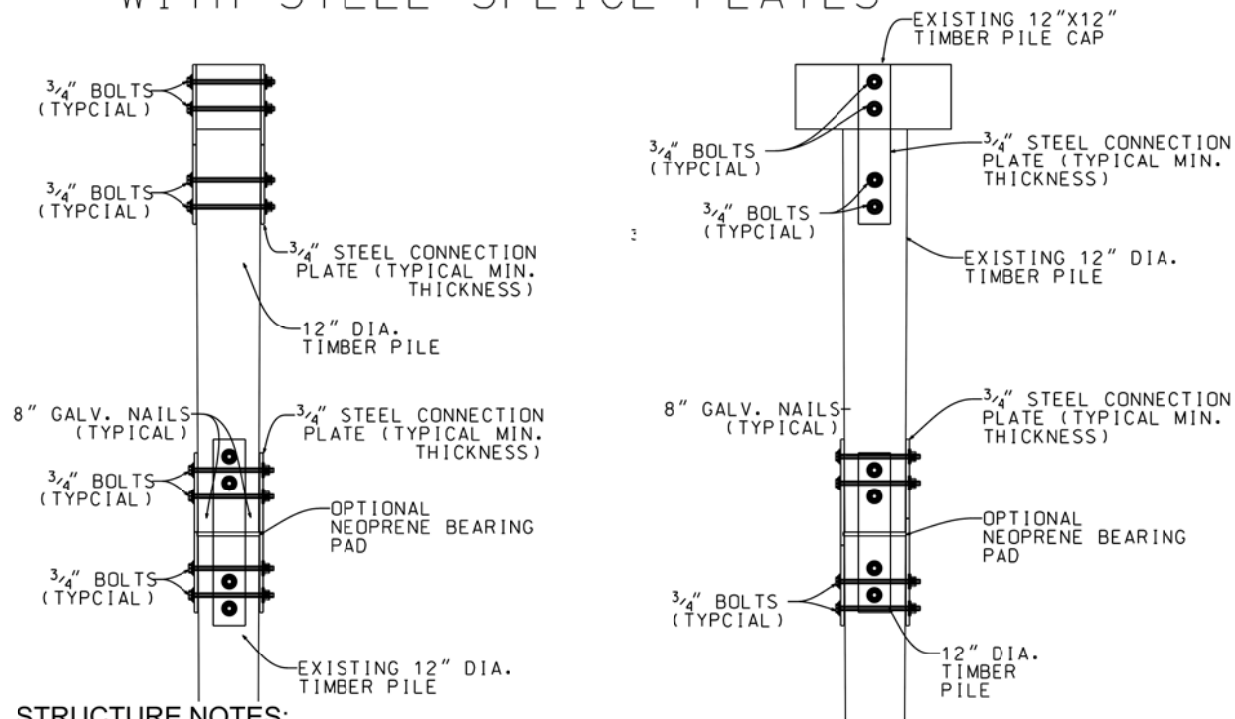 WITH STEEL SPLICE PLATES
3/4" BOLTS
(TYPCIAL)
3/4" BOLTS
(TYPCIAL)
3/4" STEEL CONNECTION
PLATE (TYPICAL MIN.
THICKNESS)
12" DIA.
TIMBER PILE
8" GALV. NAILS
(TYPICAL)
3/4" STEEL CONNECTION
PLATE (TYPICAL MIN.
THICKNESS)
3/4" BOLTS
(TYPCIAL)
OPTIONAL
NEOPRENE BEARING
PAD
3/4" BOLTS
(TYPCIAL)
EXISTING 12" DIA.
TIMBER PILE
STRUCTURE NOTES:
EXISTING 12"X12"
TIMBER PILE CAP
3/4" BOLTS
(TYPCIAL)
3/4" STEEL CONNECTION
PLATE (TYPICAL MIN.
THICKNESS)
3/4" BOLTS
(TYPCIAL)
3
EXISTING 12" DIA.
TIMBER PILE
8" GALV. NAILS
(TYPICAL)
3/4" STEEL CONNECTION
PLATE (TYPICAL MIN.
THICKNESS)
OPTIONAL
NEOPRENE BEARING
PAD
3/4" BOLTS
(TYPCIAL)
12" DIA.
TIMBER
PILE